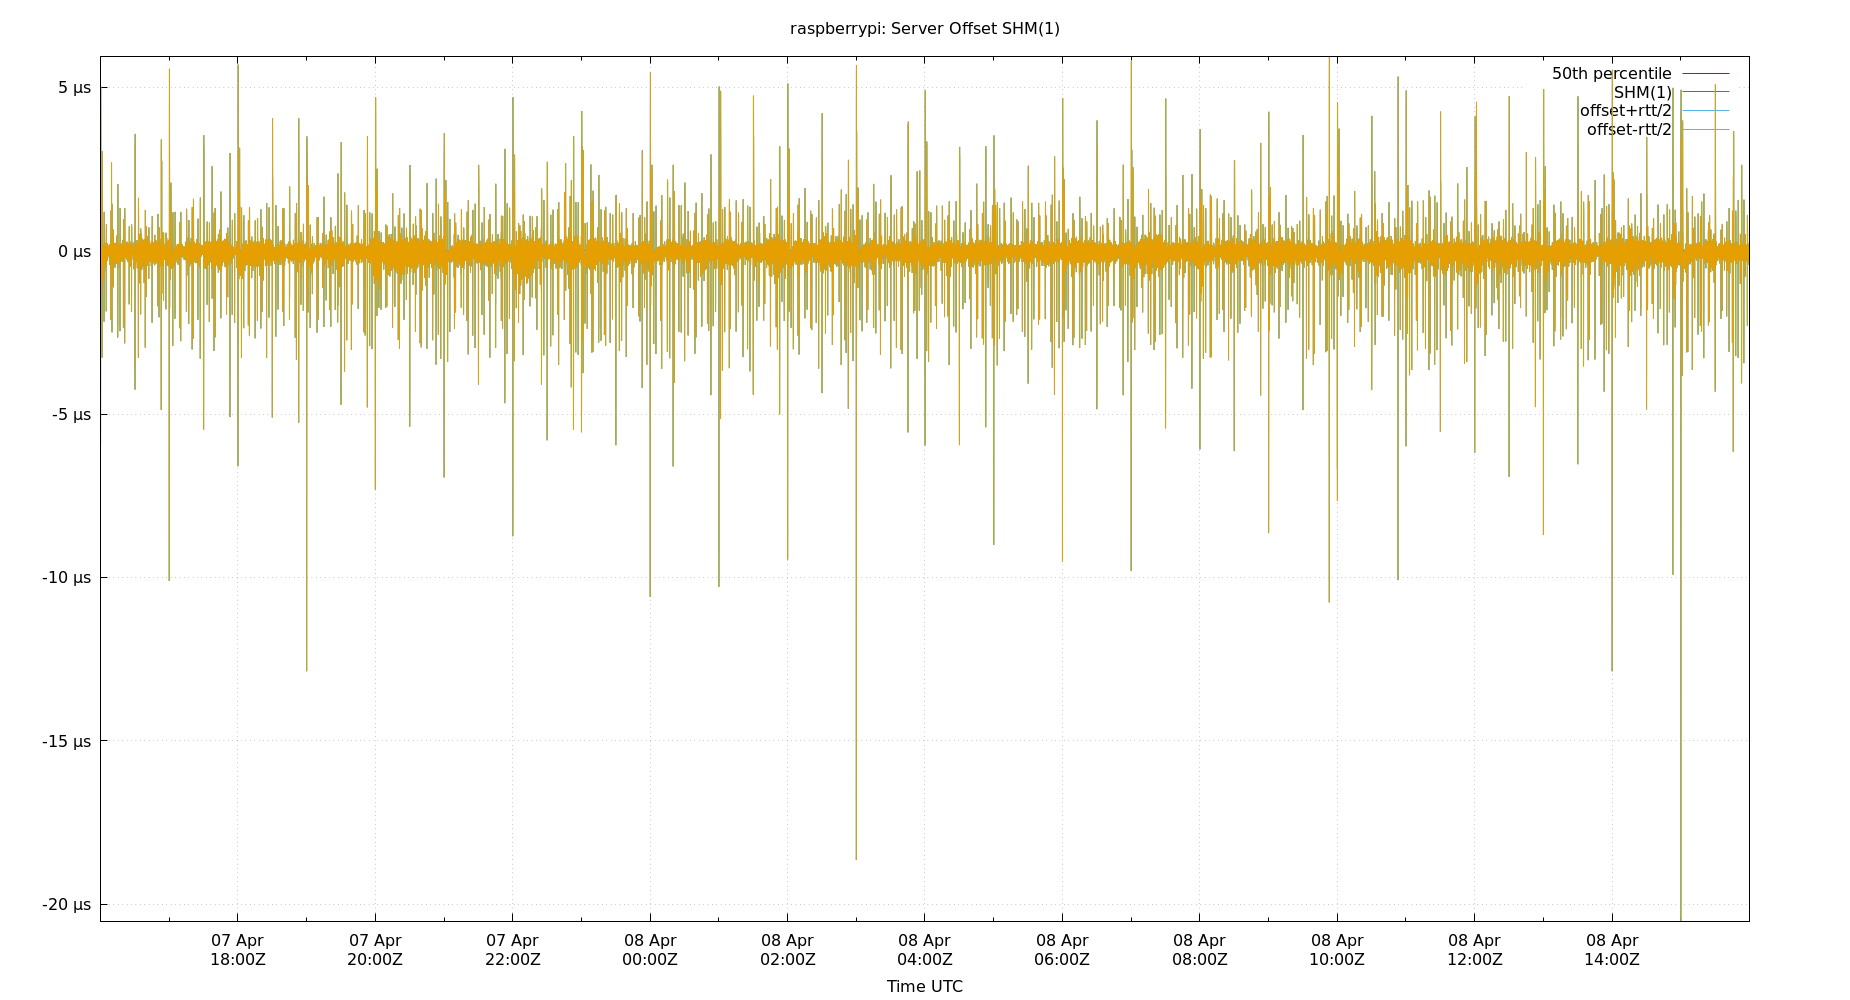 raspberrypi: Server Offset SHM(1)
50th percentile
SHM(1)
offset+rtt/2
offset-rtt/2
5 µs
0 µs
-5 µs
-10 µs
-15 µs
-20 µs
07 Apr 07 Apr 07 Apr 08 Apr 08 Apr 08 Apr 08 Apr 08 Apr 08 Apr 08 Apr 08 Apr
18:00Z 20:00Z 22:00Z 00:00Z 02:00Z 04:00Z 06:00Z 08:00Z 10:00Z 12:00Z 14:00Z
Time UTC